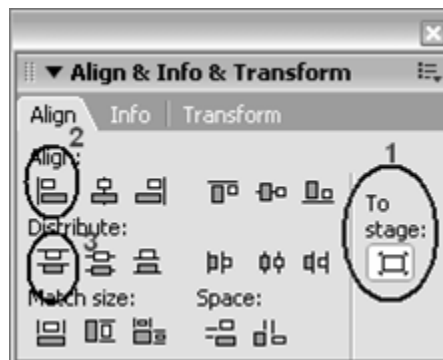 Align & Info & Transform
Align Info Transform
2
Align:
1
To
stage:
Distribute:
3
Match size: Space: